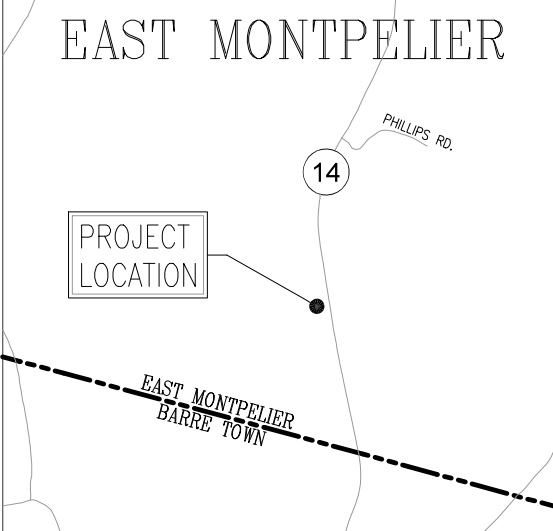 EAST MONTPELIER
PHILLIPS RD.
14
PROJECT
LOCATION
EAST MONTPELIER
BARRE TOWN